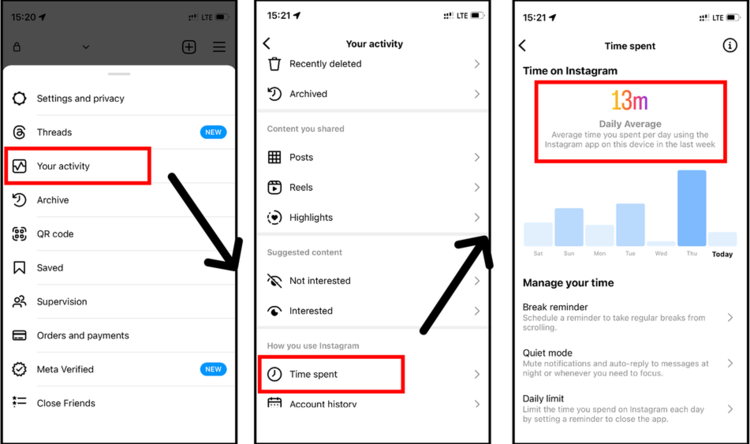 15:20
LTE
Settings and privacy
Threads
NEW
Your activity
Archive
QR code
Saved
Supervision
Orders and payments
Meta Verified
NEW
Close Friends
15:21
LTE
Your activity
Recently deleted
Archived
Content you shared
Posts
Reels
Highlights
Suggested content
Not interested
Interested
How you use Instagram
Time spent
Account history
15:21
LTE
Time spent
Time on Instagram
13m
Daily Average
Average time you spent per day using the
Instagram app on this device in the last week
Sat Sun Mon Tue Wed Thu Today
Manage your time
Break reminder
Schedule a reminder to take regular breaks from
scrolling.
Quiet mode
Mute notifications and auto-reply to messages at
night or whenever you need to focus.
Daily limit
Limit the time you spend on Instagram each day
by setting a reminder to close the app.